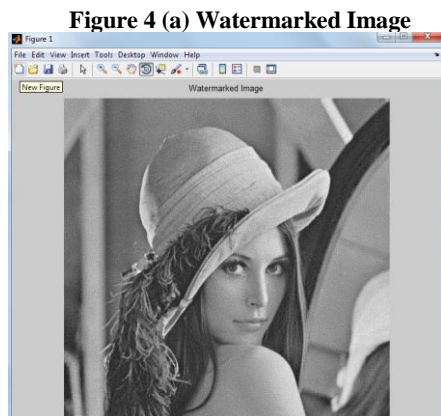 Figure 4 (a) Watermarked Image
Figure 1
File Edit View Insert Tools Desktop Window Help
New Figure
Watermarked Image